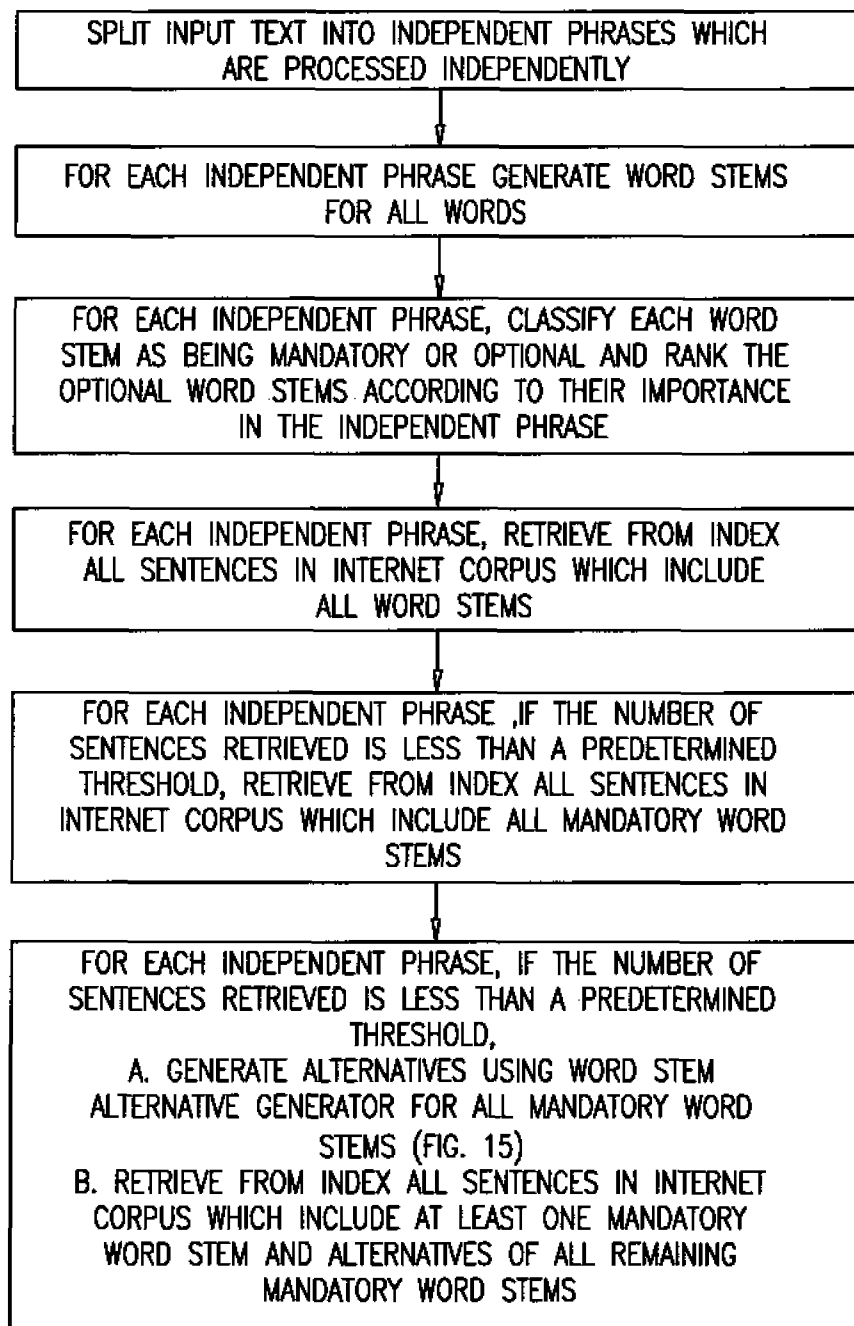 SPLIT INPUT TEXT INTO INDEPENDENT PHRASES WHICH
ARE PROCESSED INDEPENDENTLY
FOR EACH INDEPENDENT PHRASE GENERATE WORD STEMS
FOR ALL WORDS
FOR EACH INDEPENDENT PHRASE, CLASSIFY EACH WORD
STEM AS BEING MANDATORY OR OPTIONAL AND RANK THE
OPTIONAL WORD STEMS ACCORDING TO THEIR IMPORTANCE
IN THE INDEPENDENT PHRASE
FOR EACH INDEPENDENT PHRASE, RETRIEVE FROM INDEX
ALL SENTENCES IN INTERNET CORPUS WHICH INCLUDE
ALL WORD STEMS
FOR EACH INDEPENDENT PHRASE ,IF THE NUMBER OF
SENTENCES RETRIEVED IS LESS THAN A PREDETERMINED
THRESHOLD, RETRIEVE FROM INDEX ALL SENTENCES IN
INTERNET CORPUS WHICH INCLUDE ALL MANDATORY WORD
STEMS
FOR EACH INDEPENDENT PHRASE, IF THE NUMBER OF
SENTENCES RETRIEVED IS LESS THAN A PREDETERMINED
THRESHOLD,
A. GENERATE ALTERNATIVES USING WORD STEM
ALTERNATIVE GENERATOR FOR ALL MANDATORY WORD
STEMS (FIG. 15)
B. RETRIEVE FROM INDEX ALL SENTENCES IN INTERNET
CORPUS WHICH INCLUDE AT LEAST ONE MANDATORY
WORD STEM AND ALTERNATIVES OF ALL REMAINING
MANDATORY WORD STEMS